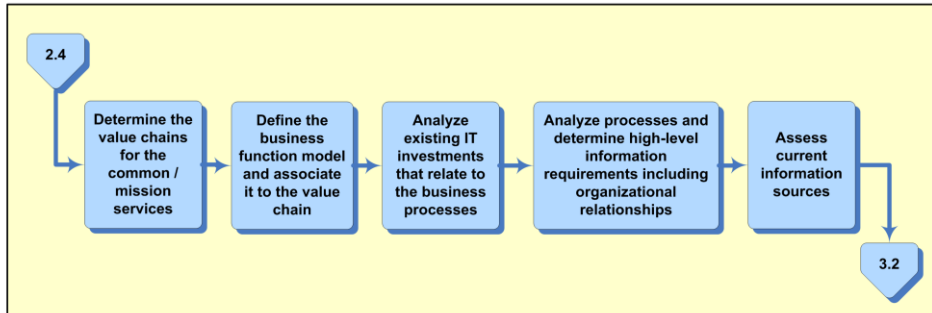 2.4
Determine the
value chains
for the
common /
mission
services
Define the
business
function model
and associate
it to the value
chain
Analyze
existing IT
investments
that relate to
the business
processes
Analyze processes and
determine high-level
information
requirements including
organizational
relationships
Assess
current
information
sources
3.2